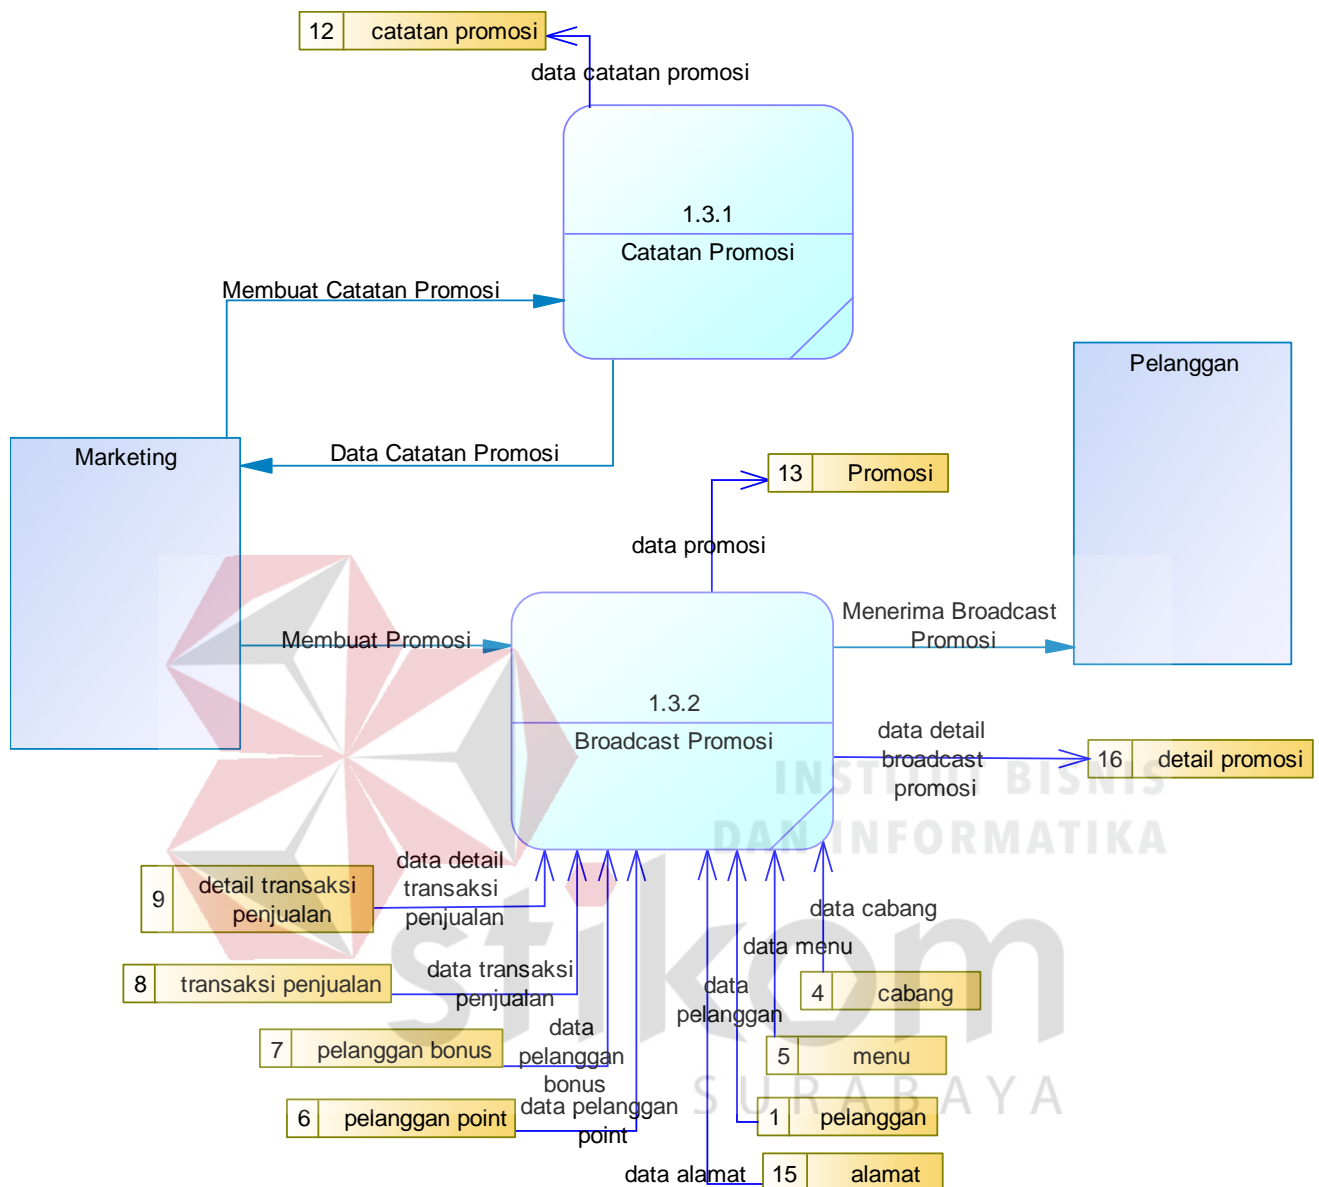 12 catatan promosi
data catatan promosi
1.3.1
Catatan Promosi
Membuat Catatan Promosi
Pelanggan
Marketing
Data Catatan Promosi
13 Promosi
data promosi
Membuat Promosi
Menerima Broadcast
Promosi
1.3.2
Broadcast Promosi
data detail
broadcast
promosi
16 detail promosi
INSTITUT BISNIS
DAN INFORMATIKA
stikom
SURABAYA
9 detail transaksi
penjualan
data detail
transaksi
penjualan
data cabang
data menu
8 transaksi penjualan
data transaksi
penjualan
data
pelanggan
4 cabang
7 pelanggan bonus
data
pelanggan
bonus
5 menu
6 pelanggan point
data pelanggan
point
1 pelanggan
data alamat
15 alamat